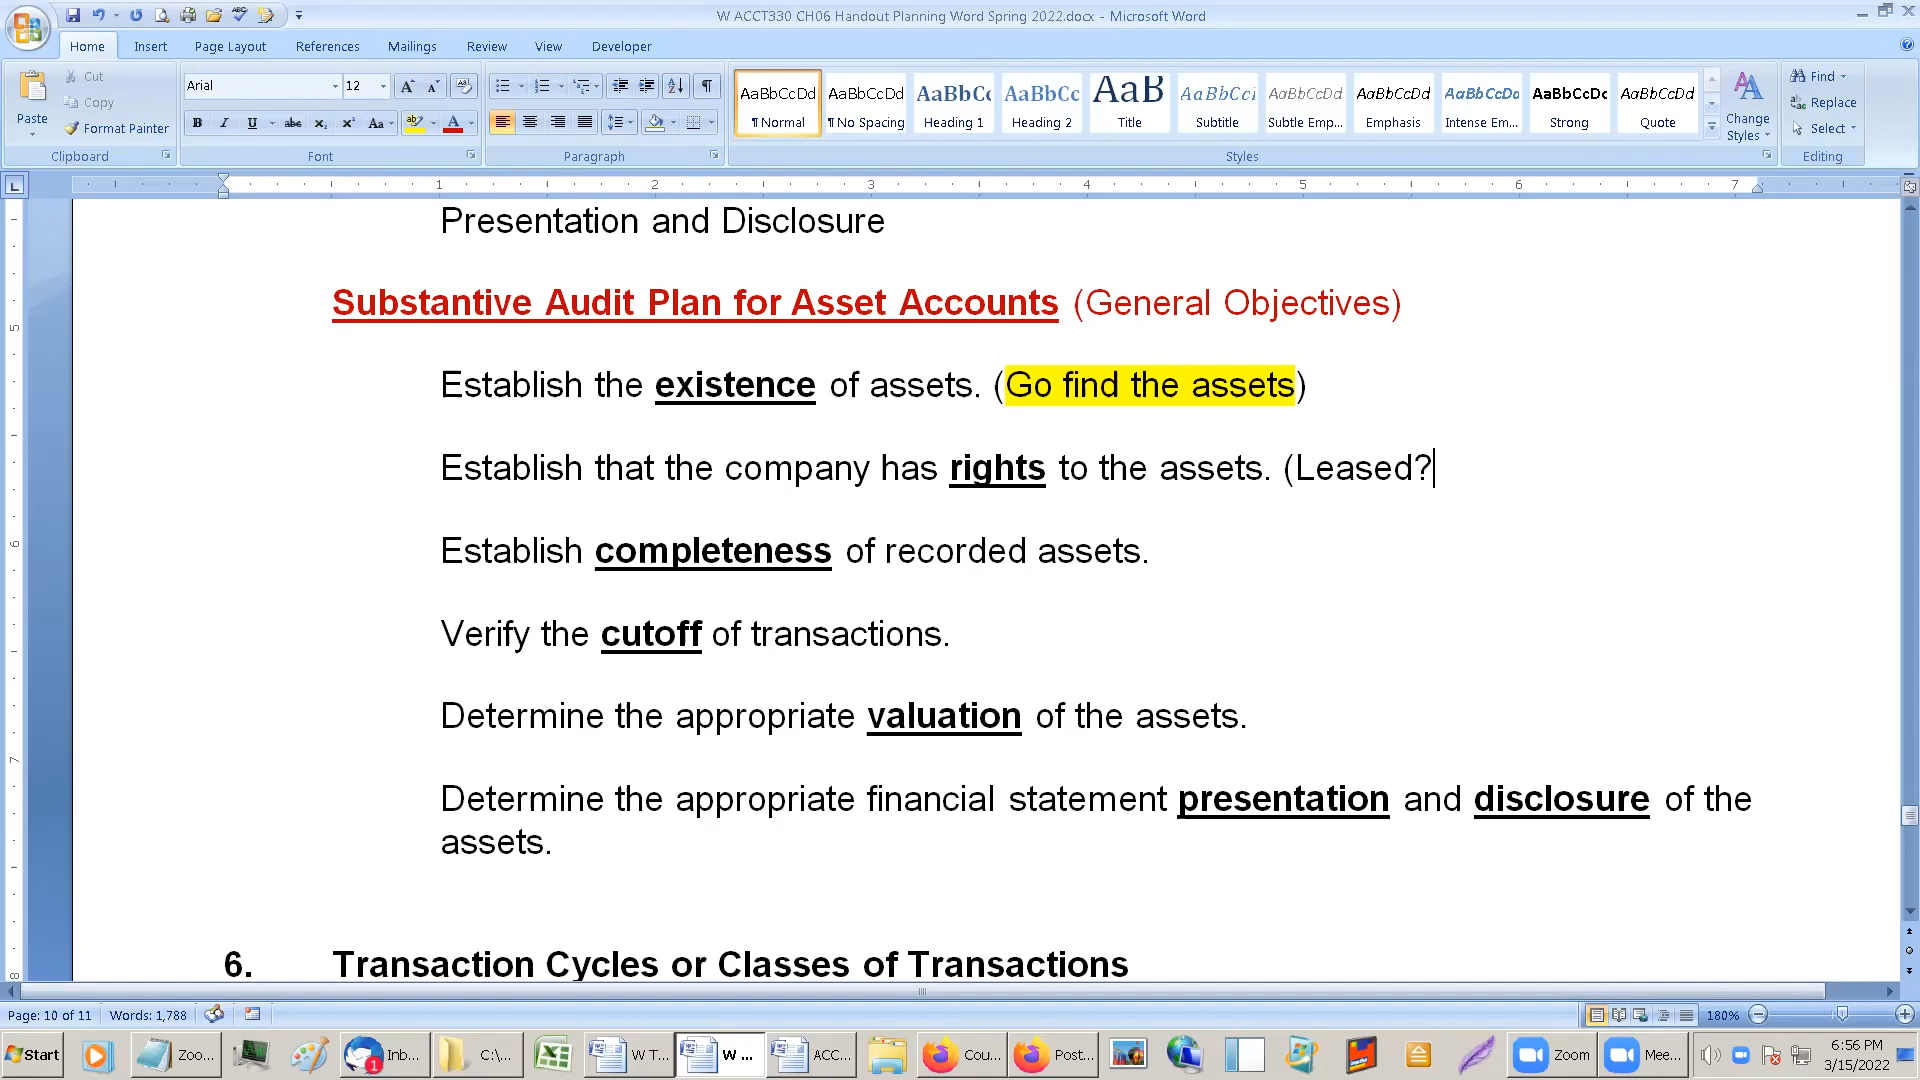 W ACCT330 CH06 Handout Planning Word Spring 2022.docx - Microsoft Word
Home Insert Page Layout References Mailings Review View Developer
Paste Cut Copy Format Painter Clipboard
Arial 12 Font
Paragraph
AaBbCcDd AaBbCcDd AaBbCc AaBbCc AaB AaBbCcI AaBbCcDd AaBbCcDd AaBbCcDd AaBbCcDc AaBbCcDd
¶ Normal ¶ No Spacing Heading 1 Heading 2 Title Subtitle Subtle Emp... Emphasis Intense Em... Strong Quote
Change Styles
Styles
Find
Replace
Select
Editing
1 2 3 4 5 6 7
Presentation and Disclosure
Substantive Audit Plan for Asset Accounts (General Objectives)
Establish the existence of assets. (Go find the assets)
Establish that the company has rights to the assets. (Leased?
Establish completeness of recorded assets.
Verify the cutoff of transactions.
Determine the appropriate valuation of the assets.
Determine the appropriate financial statement presentation and disclosure of the
assets.
6. Transaction Cycles or Classes of Transactions
Page: 10 of 11 Words: 1,788 180%
Start Zoo... Inb... C:\... W T... W ... ACC... Cou... Post... Zoom Mee... 6:56 PM
3/15/2022